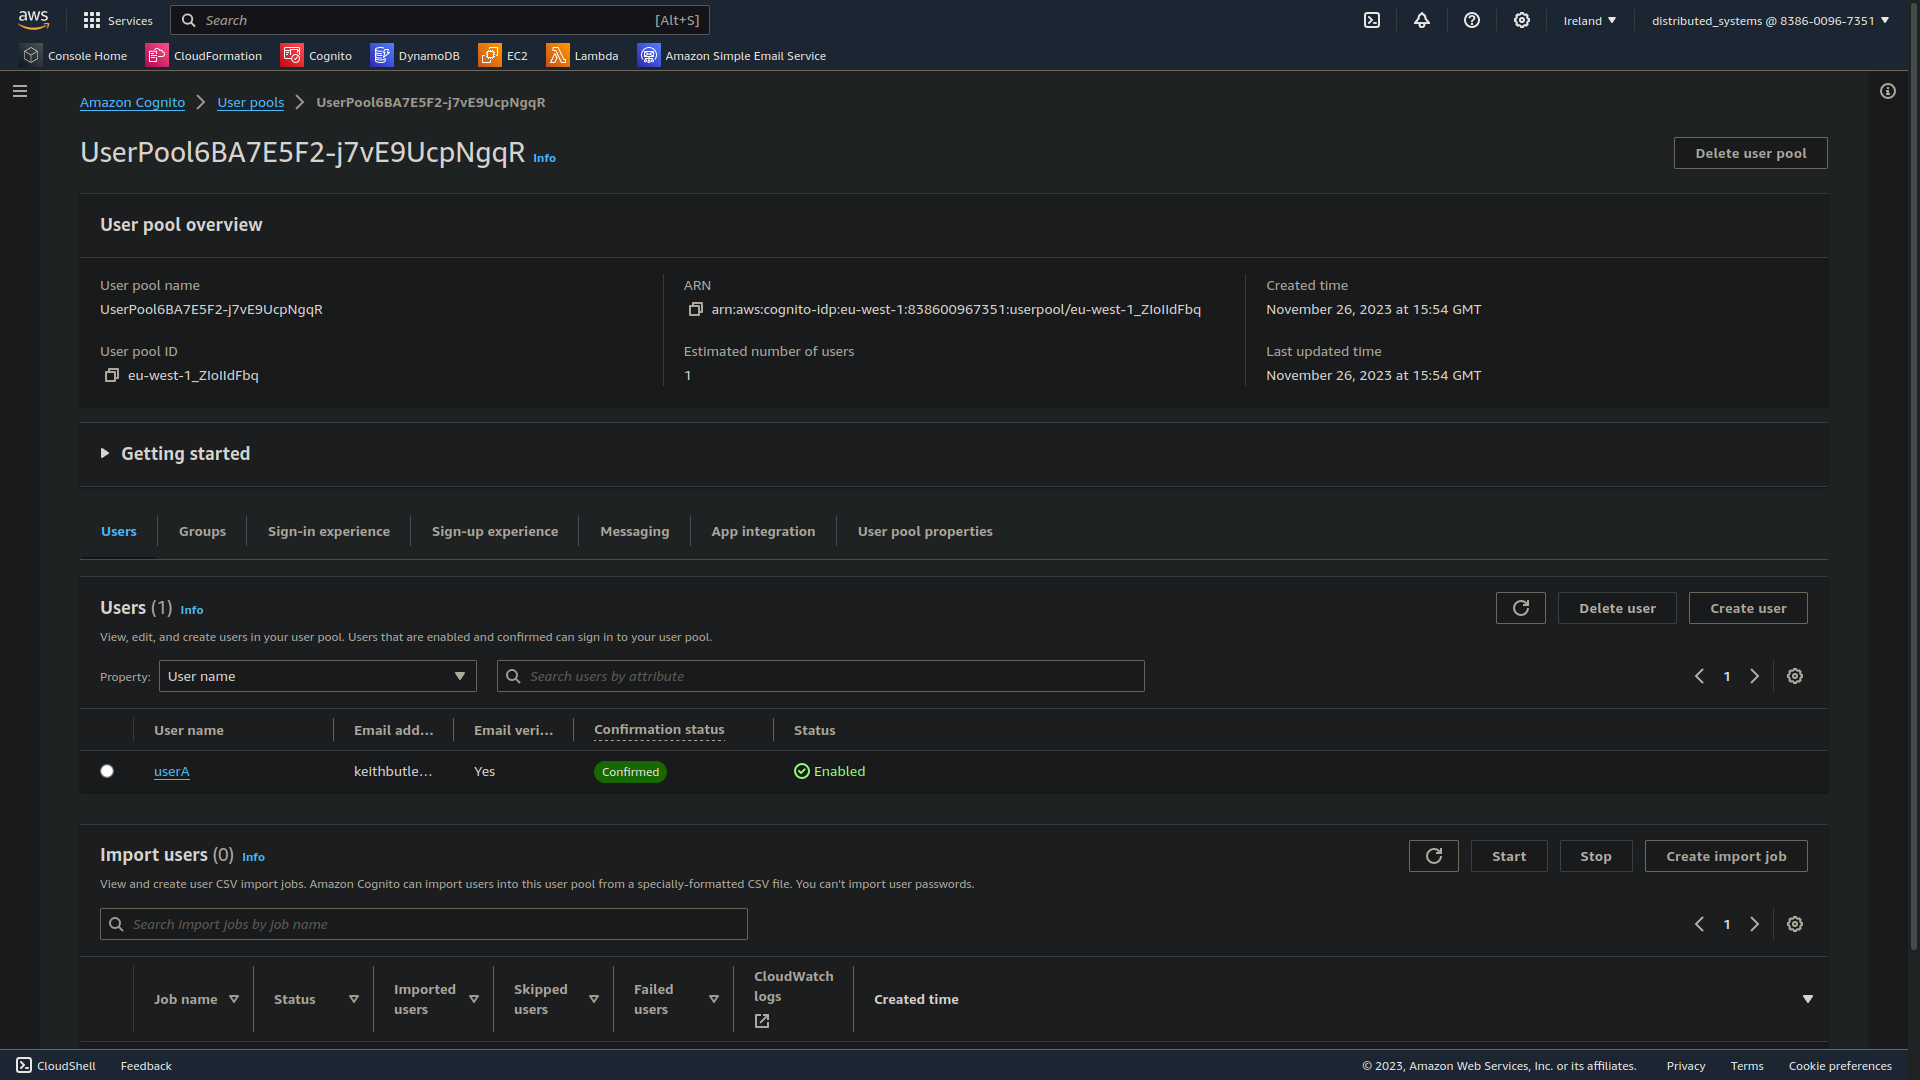 aws Services Search [Alt+S] Ireland distributed_systems @ 8386-0096-7351
Console Home CloudFormation Cognito DynamoDB EC2 Lambda Amazon Simple Email Service
Amazon Cognito User pools UserPool6BA7E5F2-j7vE9UcpNgqR
UserPool6BA7E5F2-j7vE9UcpNgqR Info Delete user pool
User pool overview
User pool name ARN Created time
UserPool6BA7E5F2-j7vE9UcpNgqR arn:aws:cognito-idp:eu-west-1:838600967351:userpool/eu-west-1_ZIoIIdFbq November 26, 2023 at 15:54 GMT
User pool ID Estimated number of users Last updated time
eu-west-1_ZIoIIdFbq 1 November 26, 2023 at 15:54 GMT
Getting started
Users Groups Sign-in experience Sign-up experience Messaging App integration User pool properties
Users (1) Info Delete user Create user
View, edit, and create users in your user pool. Users that are enabled and confirmed can sign in to your user pool.
Property: User name Search users by attribute 1
User name Email add... Email veri... Confirmation status Status
userA keithbutle... Yes Confirmed Enabled
Import users (0) Info Start Stop Create import job
View and create user CSV import jobs. Amazon Cognito can import users into this user pool from a specially-formatted CSV file. You can't import user passwords.
Search import jobs by job name 1
Job name Status Imported users Skipped users Failed users CloudWatch logs Created time
CloudShell Feedback © 2023, Amazon Web Services, Inc. or its affiliates. Privacy Terms Cookie preferences